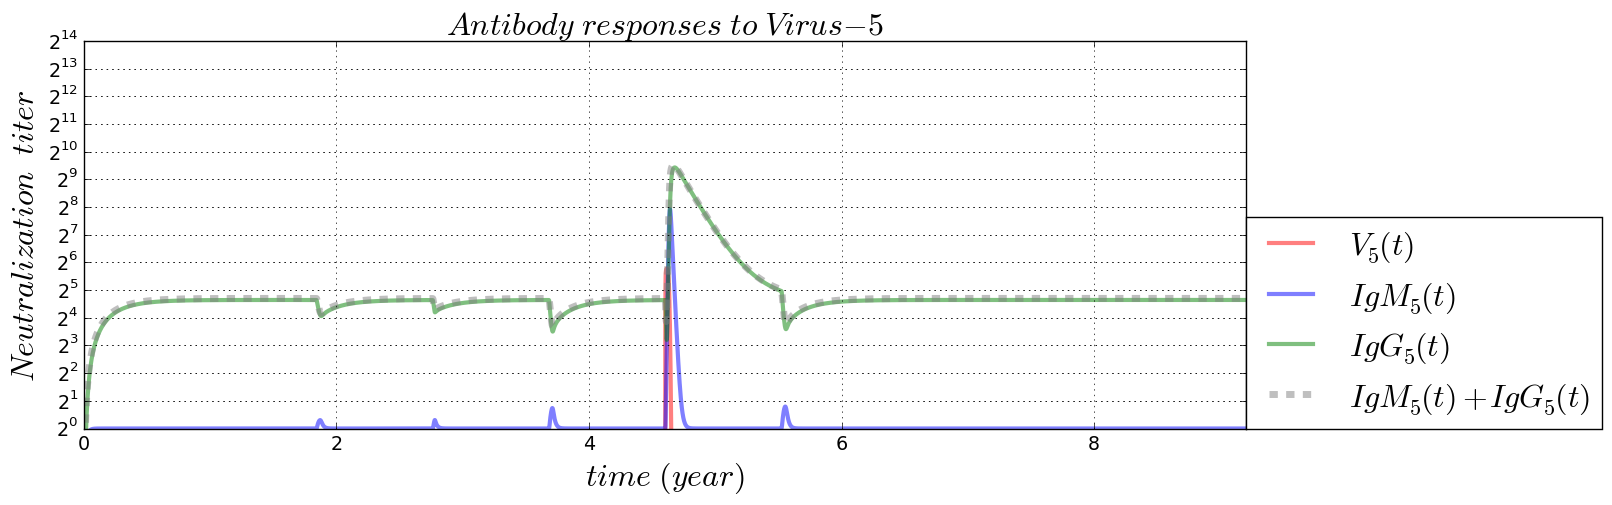 Antibody responses to Virus−5
Neutralization titer
2^14
2^13
2^12
2^11
2^10
2^9
2^8
2^7
2^6
2^5
2^4
2^3
2^2
2^1
2^0
0 2 4 6 8
time (year)
V_5(t)
IgM_5(t)
IgG_5(t)
IgM_5(t) + IgG_5(t)